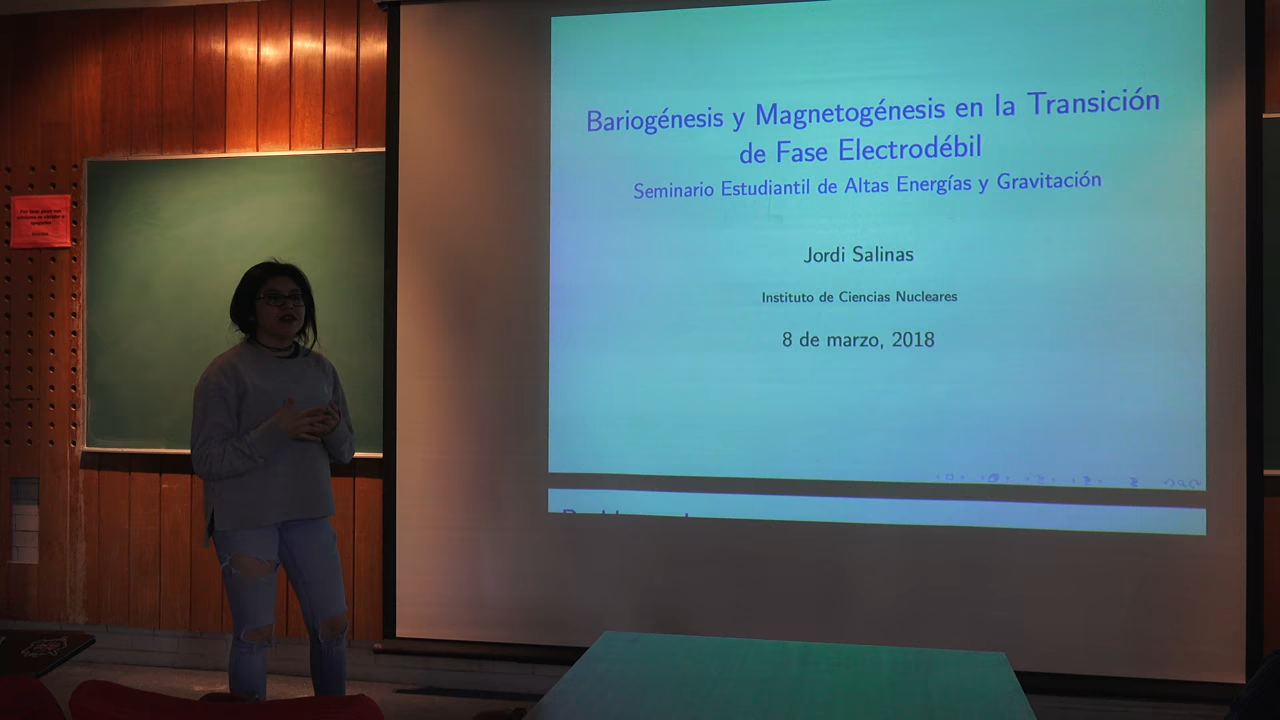 Bariogénesis y Magnetogénesis en la Transición
de Fase Electrodébil
Seminario Estudiantil de Altas Energías y Gravitación
Jordi Salinas
Instituto de Ciencias Nucleares
8 de marzo, 2018